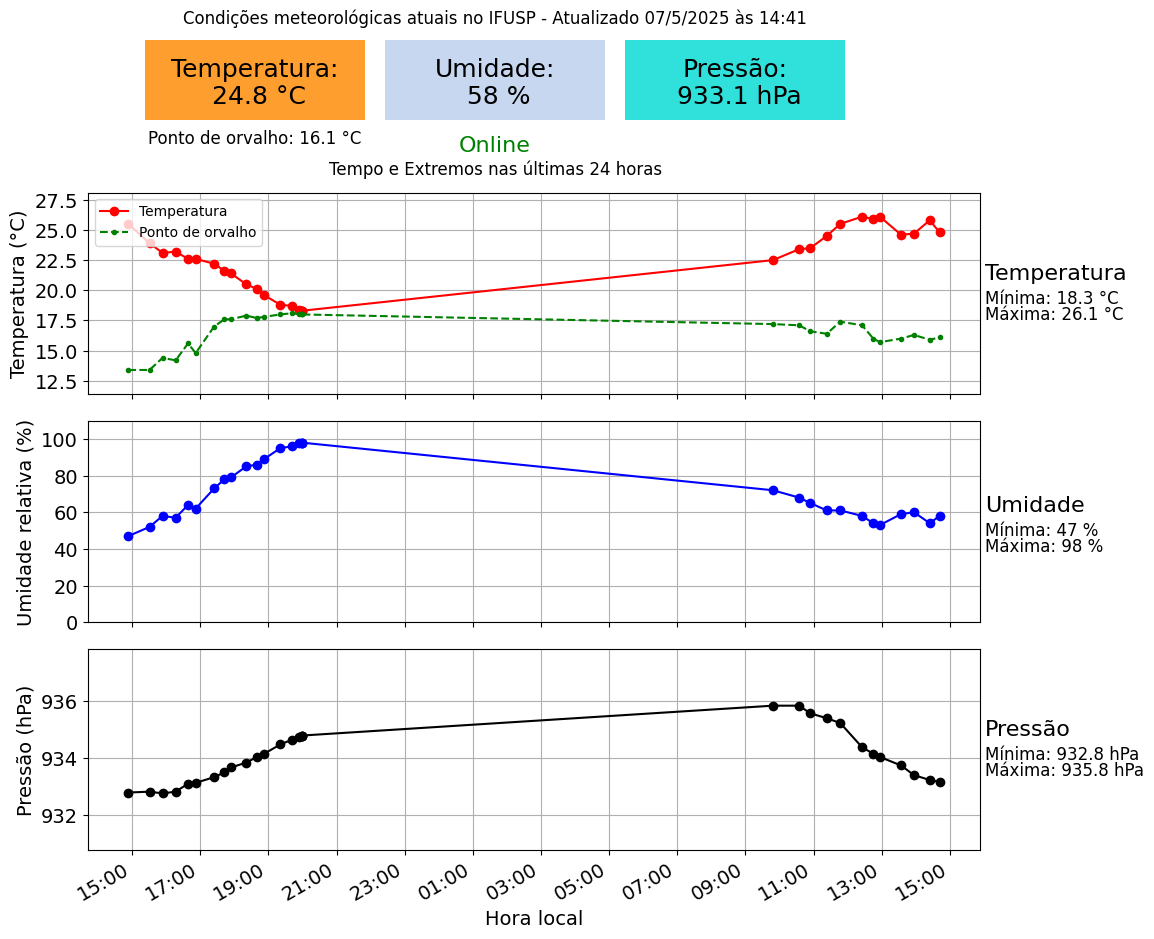 Condições meteorológicas atuais no IFUSP - Atualizado 07/5/2025 às 14:41
Temperatura:
24.8 °C
Umidade:
58 %
Pressão:
933.1 hPa
Ponto de orvalho: 16.1 °C
Online
Tempo e Extremos nas últimas 24 horas
Temperatura (°C)
27.5
25.0
22.5
20.0
17.5
15.0
12.5
Temperatura
Ponto de orvalho
Temperatura
Mínima: 18.3 °C
Máxima: 26.1 °C
Umidade relativa (%)
100
80
60
40
20
0
Umidade
Mínima: 47 %
Máxima: 98 %
Pressão (hPa)
936
934
932
Pressão
Mínima: 932.8 hPa
Máxima: 935.8 hPa
15:00 17:00 19:00 21:00 23:00 01:00 03:00 05:00 07:00 09:00 11:00 13:00 15:00
Hora local